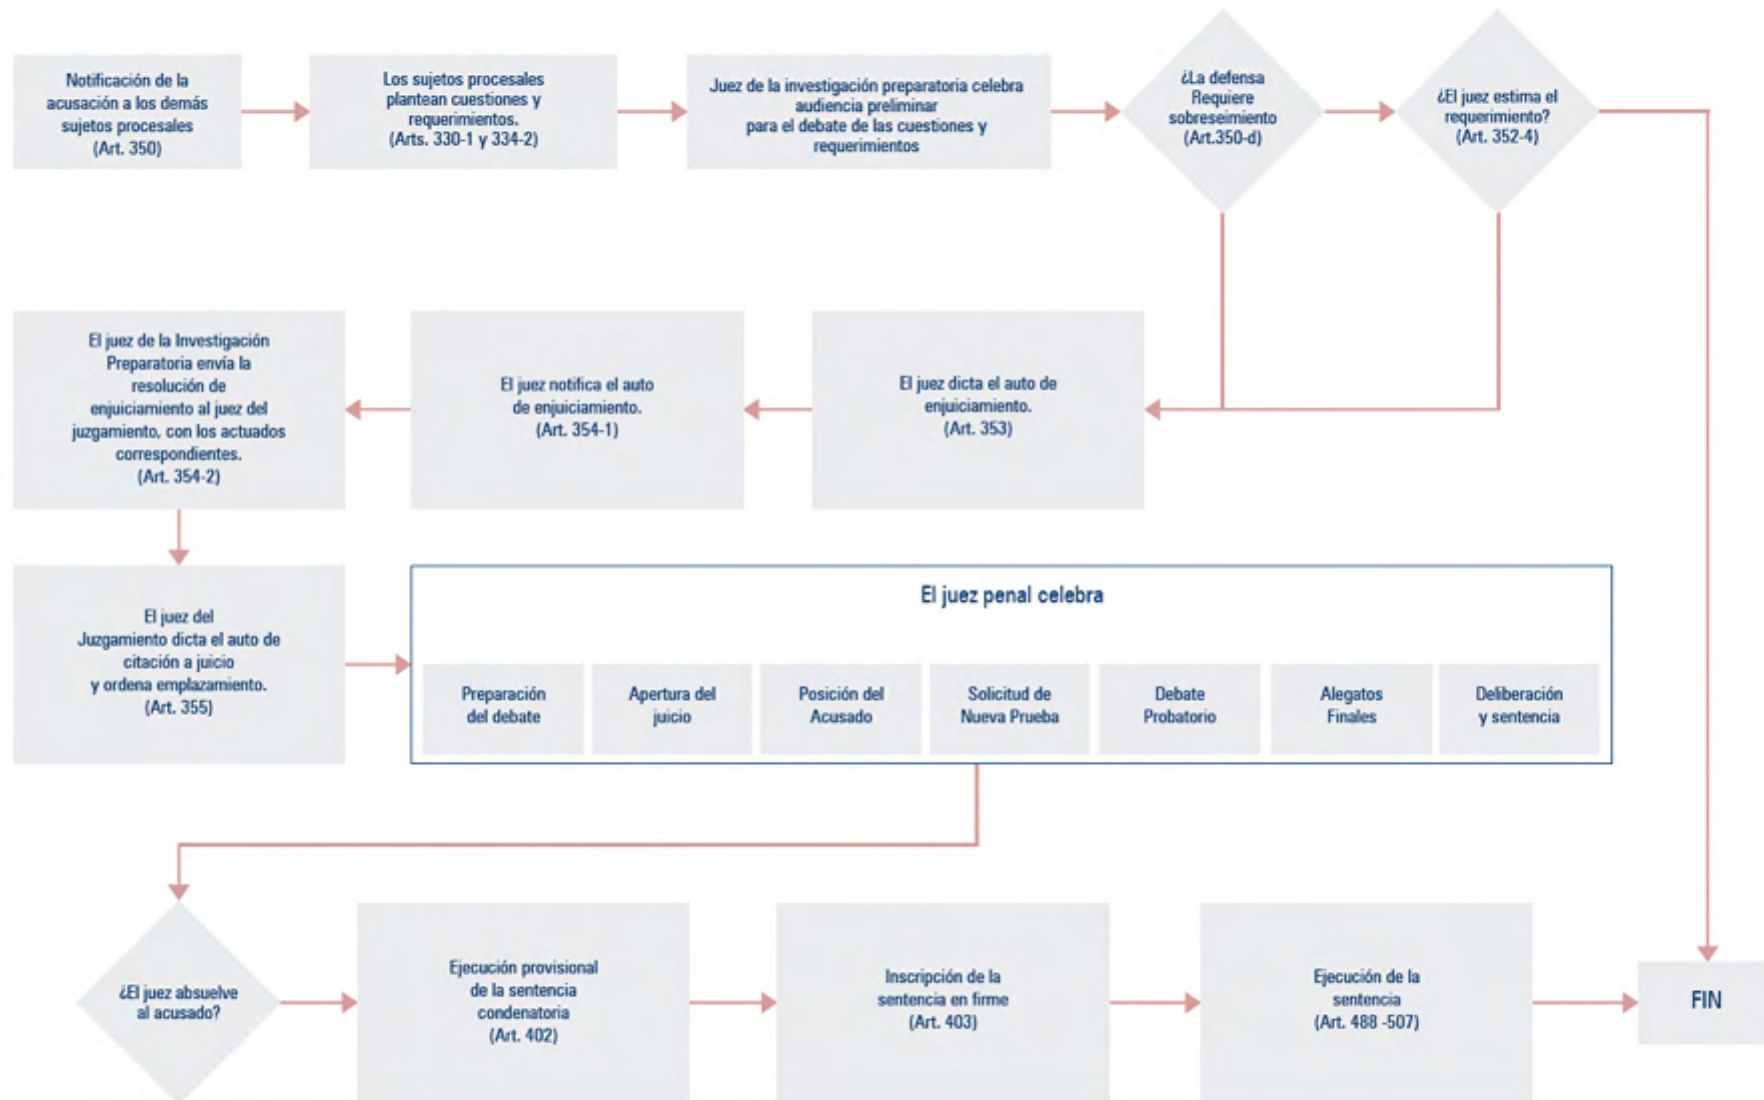 Notificación de la
acusación a los demás
sujetos procesales
(Art. 350)
Los sujetos procesales
plantean cuestiones y
requerimientos.
(Arts. 330-1 y 334-2)
Juez de la investigación preparatoria celebra
audiencia preliminar
para el debate de las cuestiones y
requerimientos
¿La defensa
Requiere
sobreseimiento
(Art.350-d)
¿El juez estima el
requerimiento?
(Art. 352-4)
El juez de la Investigación
Preparatoria envía la
resolución de
enjuiciamiento al juez del
juzgamiento, con los actuados
correspondientes.
(Art. 354-2)
El juez notifica el auto
de enjuiciamiento.
(Art. 354-1)
El juez dicta el auto de
enjuiciamiento.
(Art. 353)
El juez del
Juzgamiento dicta el auto de
citación a juicio
y ordena emplazamiento.
(Art. 355)
El juez penal celebra
Preparación
del debate
Apertura del
juicio
Posición del
Acusado
Solicitud de
Nueva Prueba
Debate
Probatorio
Alegatos
Finales
Deliberación
y sentencia
¿El juez absuelve
al acusado?
Ejecución provisional
de la sentencia
condenatoria
(Art. 402)
Inscripción de la
sentencia en firme
(Art. 403)
Ejecución de la
sentencia
(Art. 488 -507)
FIN